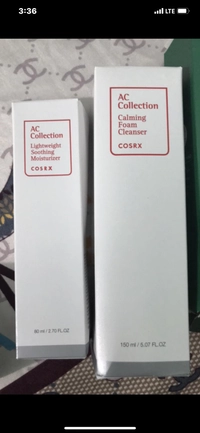 3:36
LTE
AC
Collection
Lightweight
Soothing
Moisturizer
COSRX
80 ml / 2.70 FL.OZ
AC
Collection
Calming
Foam
Cleanser
COSRX
150 ml / 5.07 FL.OZ